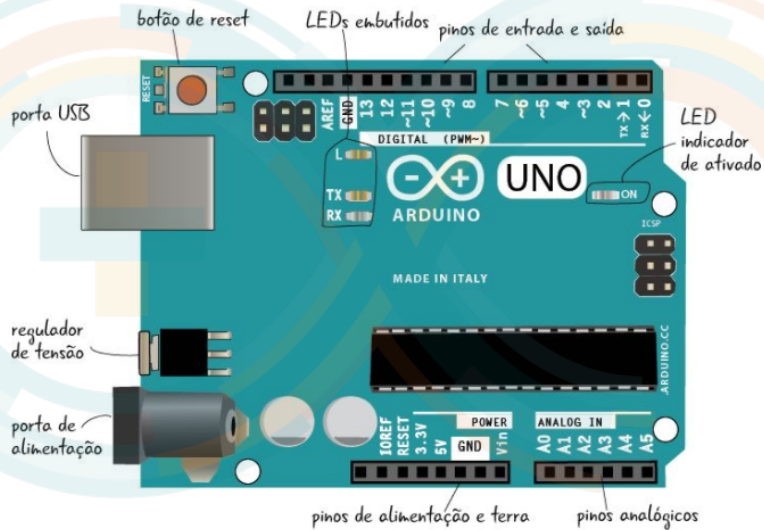 botão de reset
LEDs embutidos
pinos de entrada e saída
porta USB
RESET
AREF
GND
13
12
~11
~10
~9
8
7
~6
~5
4
~3
2
TX→1
RX←0
DIGITAL (PWM~)
LED
indicador
de ativado
L
TX
RX
UNO
ON
ARDUINO
ICSP
MADE IN ITALY
regulador
de tensão
ARDUINO.CC
porta de
alimentação
POWER
ANALOG IN
IOREF
RESET
3.3V
5V
GND
Vin
A0
A1
A2
A3
A4
A5
pinos de alimentação e terra
pinos analógicos